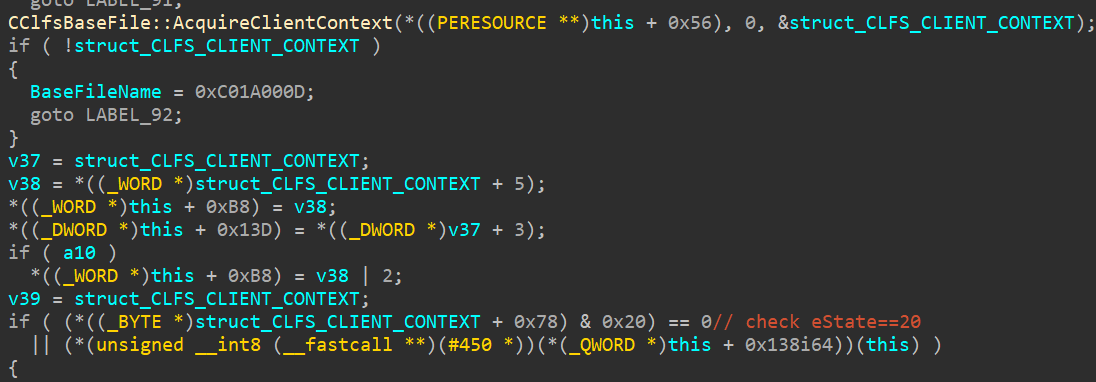 goto LABEL_91;
CClfsBaseFile::AcquireClientContext(*((PERESOURCE **)this + 0x56), 0, &struct_CLFS_CLIENT_CONTEXT);
if ( !struct_CLFS_CLIENT_CONTEXT )
{
BaseFileName = 0xC01A000D;
goto LABEL_92;
}
v37 = struct_CLFS_CLIENT_CONTEXT;
v38 = *((_WORD *)struct_CLFS_CLIENT_CONTEXT + 5);
*((_WORD *)this + 0xB8) = v38;
*((_DWORD *)this + 0x13D) = *((_DWORD *)v37 + 3);
if ( a10 )
*((_WORD *)this + 0xB8) = v38 | 2;
v39 = struct_CLFS_CLIENT_CONTEXT;
if ( (*((_BYTE *)struct_CLFS_CLIENT_CONTEXT + 0x78) & 0x20) == 0// check eState==20
|| (*(unsigned __int8 (__fastcall **)(#450 *))(*(_QWORD *)this + 0x138i64))(this) )
{